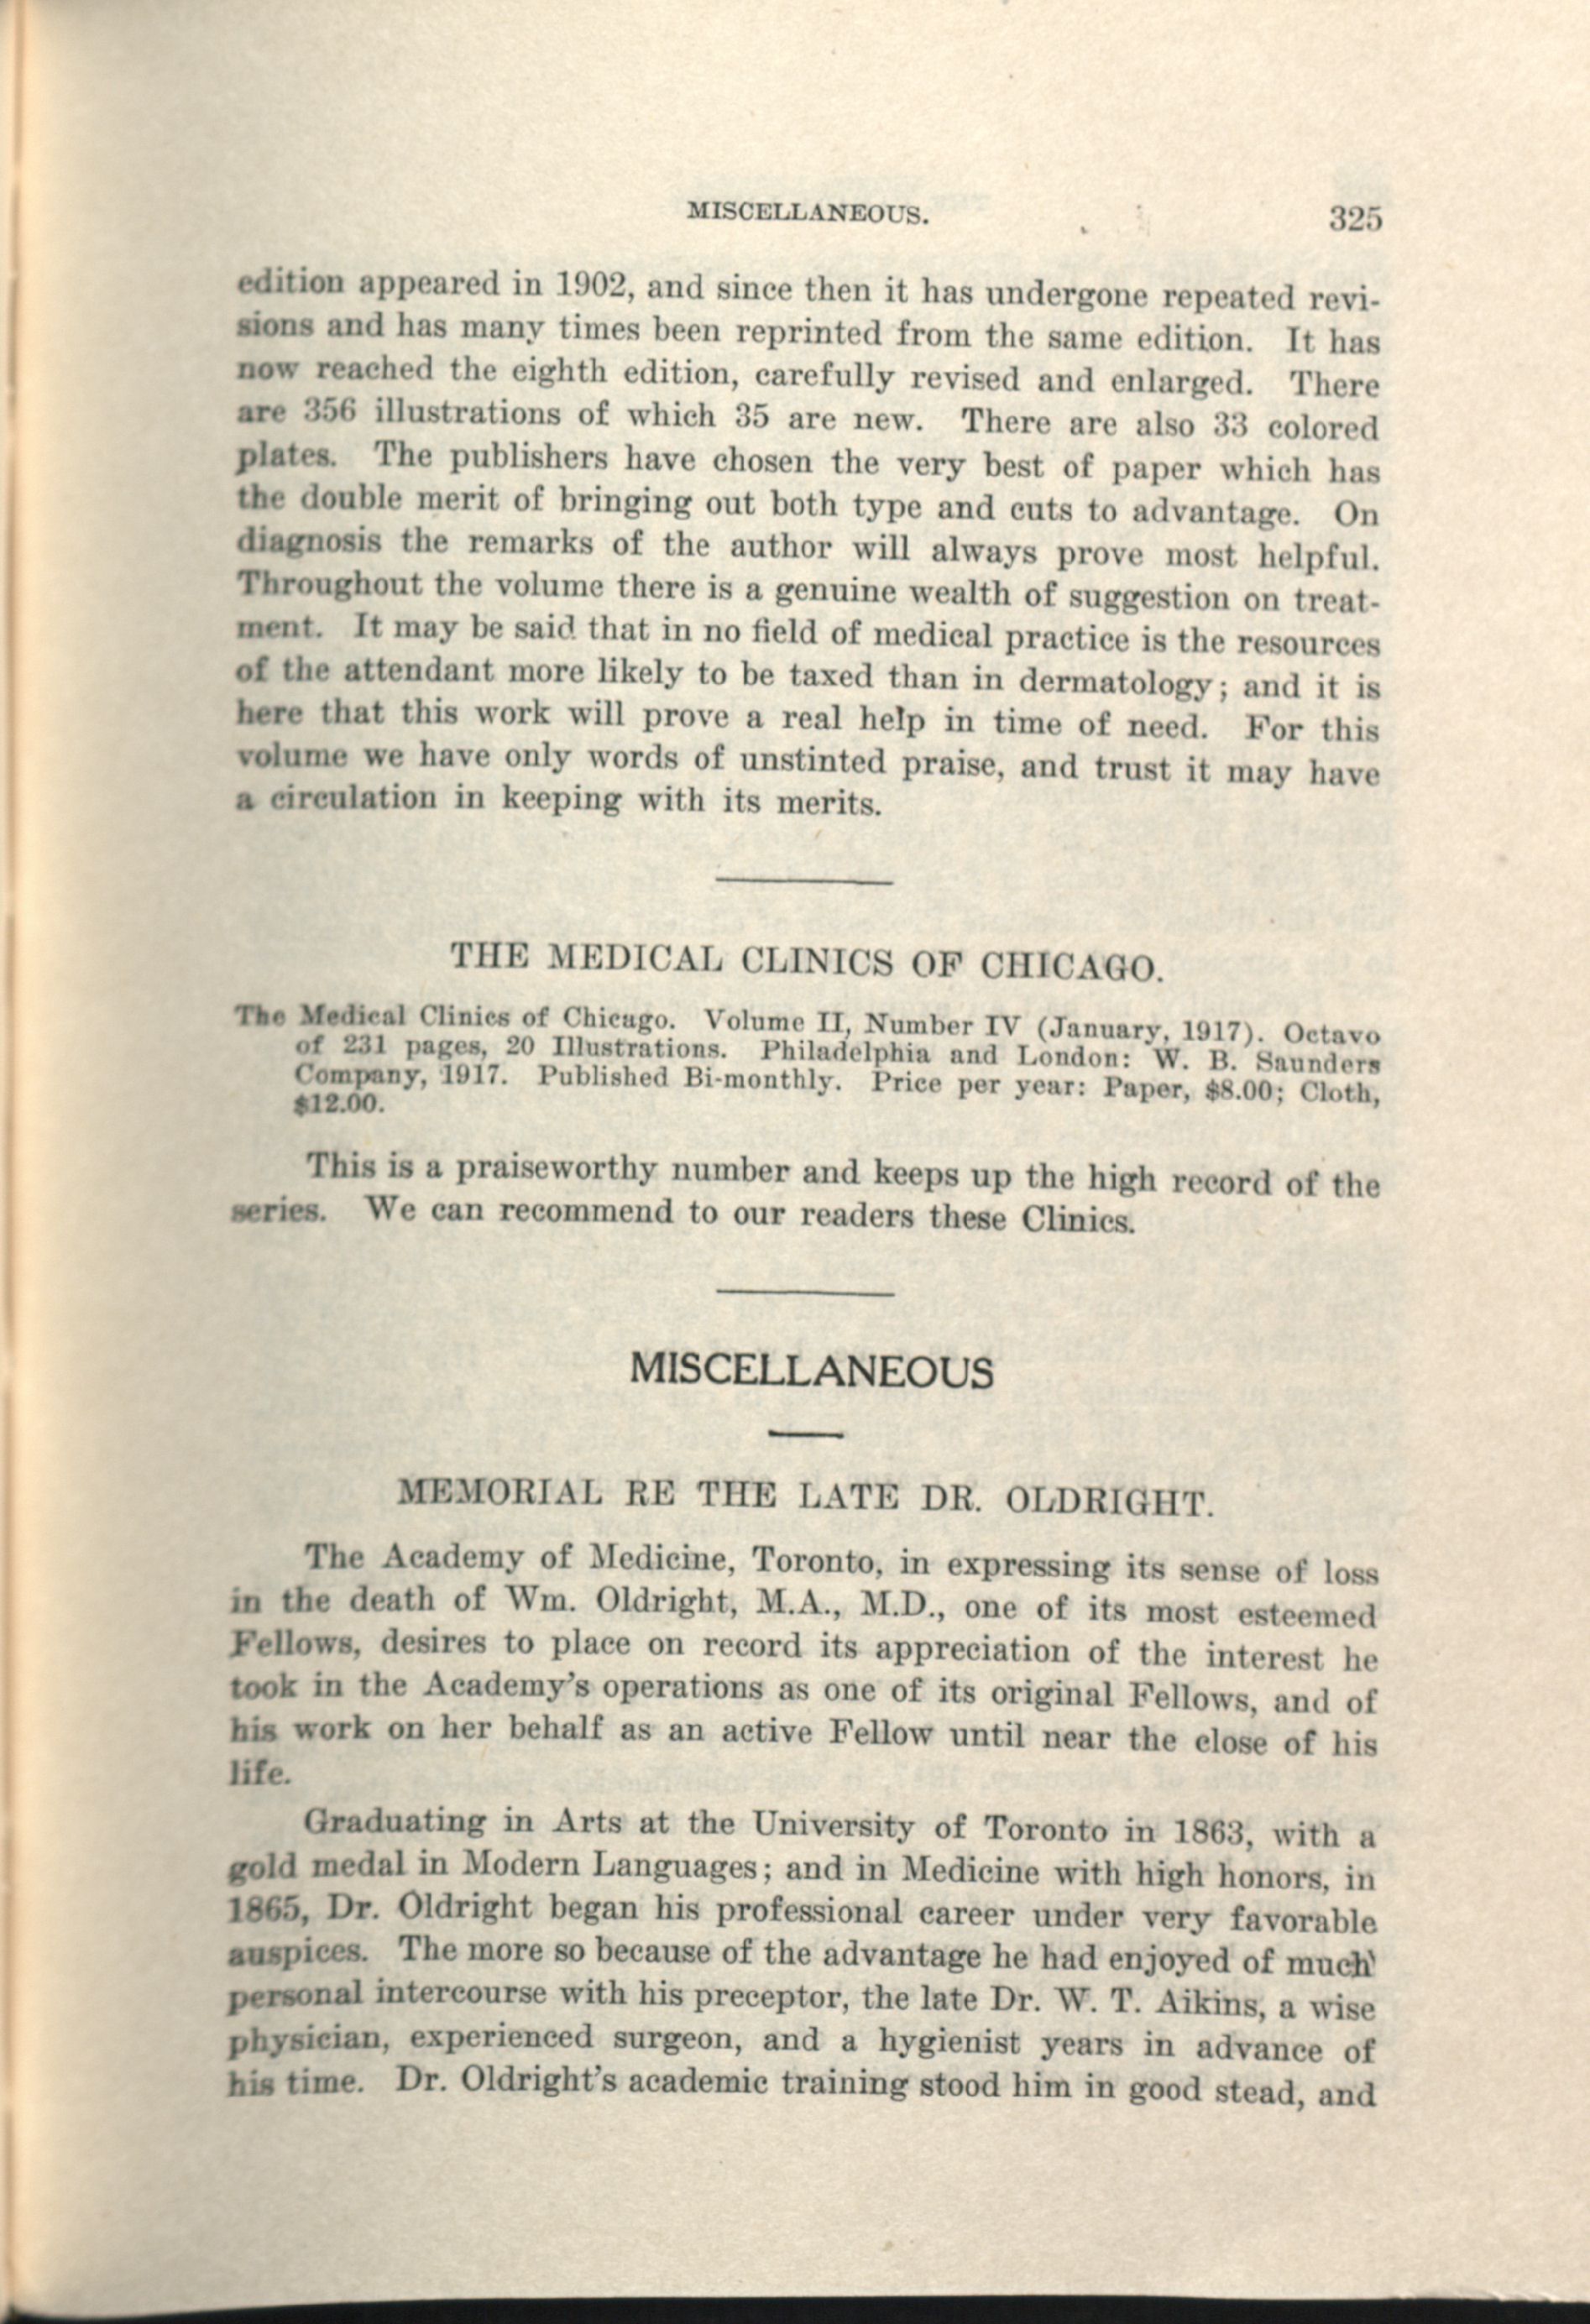 MISCELLANEOUS. 325
edition appeared in 1902, and since then it has undergone repeated revi-
sions and has many times been reprinted from the same edition. It has
now reached the eighth edition, carefully revised and enlarged. There
are 356 illustrations of which 35 are new. There are also 33 colored
plates. The publishers have chosen the very best of paper which has
the double merit of bringing out both type and cuts to advantage. On
diagnosis the remarks of the author will always prove most helpful.
Throughout the volume there is a genuine wealth of suggestion on treat-
ment. It may be said that in no field of medical practice is the resources
of the attendant more likely to be taxed than in dermatology; and it is
here that this work will prove a real help in time of need. For this
volume we have only words of unstinted praise, and trust it may have
a circulation in keeping with its merits.
THE MEDICAL CLINICS OF CHICAGO.
The Medical Clinics of Chicago. Volume II, Number IV (January, 1917). Octavo
of 231 pages, 20 Illustrations. Philadelphia and London: W. B. Saunders
Company, 1917. Published Bi-monthly. Price per year: Paper, $8.00; Cloth,
$12.00.
This is a praiseworthy number and keeps up the high record of the
series. We can recommend to our readers these Clinics.
MISCELLANEOUS
MEMORIAL RE THE LATE DR. OLDRIGHT.
The Academy of Medicine, Toronto, in expressing its sense of loss
in the death of Wm. Oldright, M.A., M.D., one of its most esteemed
Fellows, desires to place on record its appreciation of the interest he
took in the Academy's operations as one of its original Fellows, and of
his work on her behalf as an active Fellow until near the close of his
life.
Graduating in Arts at the University of Toronto in 1863, with a
gold medal in Modern Languages; and in Medicine with high honors, in
1865, Dr. Oldright began his professional career under very favorable
auspices. The more so because of the advantage he had enjoyed of much
personal intercourse with his preceptor, the late Dr. W. T. Aikins, a wise
physician, experienced surgeon, and a hygienist years in advance of
his time. Dr. Oldright's academic training stood him in good stead, and